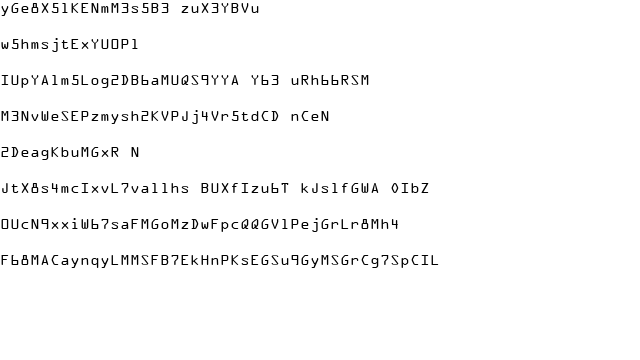 yGe8X5lKENmM3s5B3 zuX3YBVu
w5hmsjtExYUOPl
IUpYAlm5Log2DB6aMUQS9YYA Y63 uRh66RSM
M3NvWeSEPzmysh2KVPJj4Vr5tdCD nCeN
2DeagKbuMGxR N
JtX8s4mcIxvL7vallhs BUXfIzu6T kJslfGWA 0IbZ
OUcN9xxiW67saFMGoMzDwFpcQQGVlPejGrLr8Mh4
F68MACaynqyLMMSFB7EkHnPKsEGSu9GyMSGrCg7SpCIL